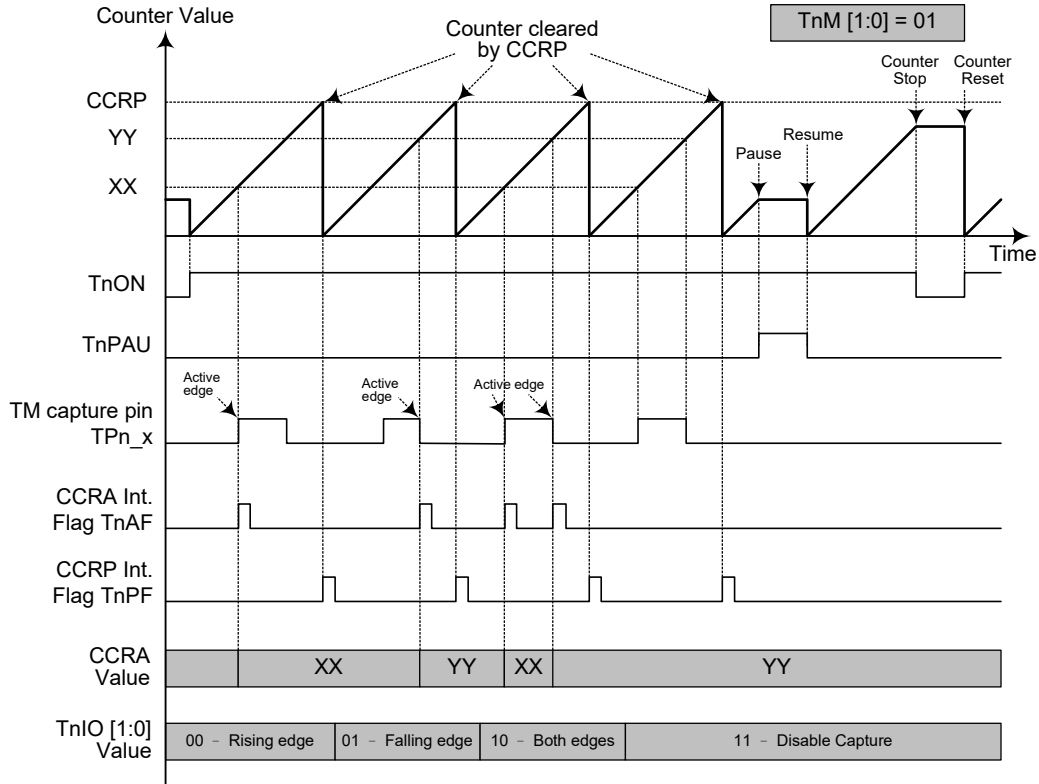 Counter Value
TnM [1:0] = 01
Counter cleared
by CCRP
Counter
Stop
Counter
Reset
CCRP
YY
XX
Pause
Resume
Time
TnON
TnPAU
Active
edge
Active
edge
Active edge
TM capture pin
TPn_x
CCRA Int.
Flag TnAF
CCRP Int.
Flag TnPF
CCRA
Value
XX
YY
XX
YY
TnIO [1:0]
Value
00 – Rising edge
01 – Falling edge
10 – Both edges
11 – Disable Capture